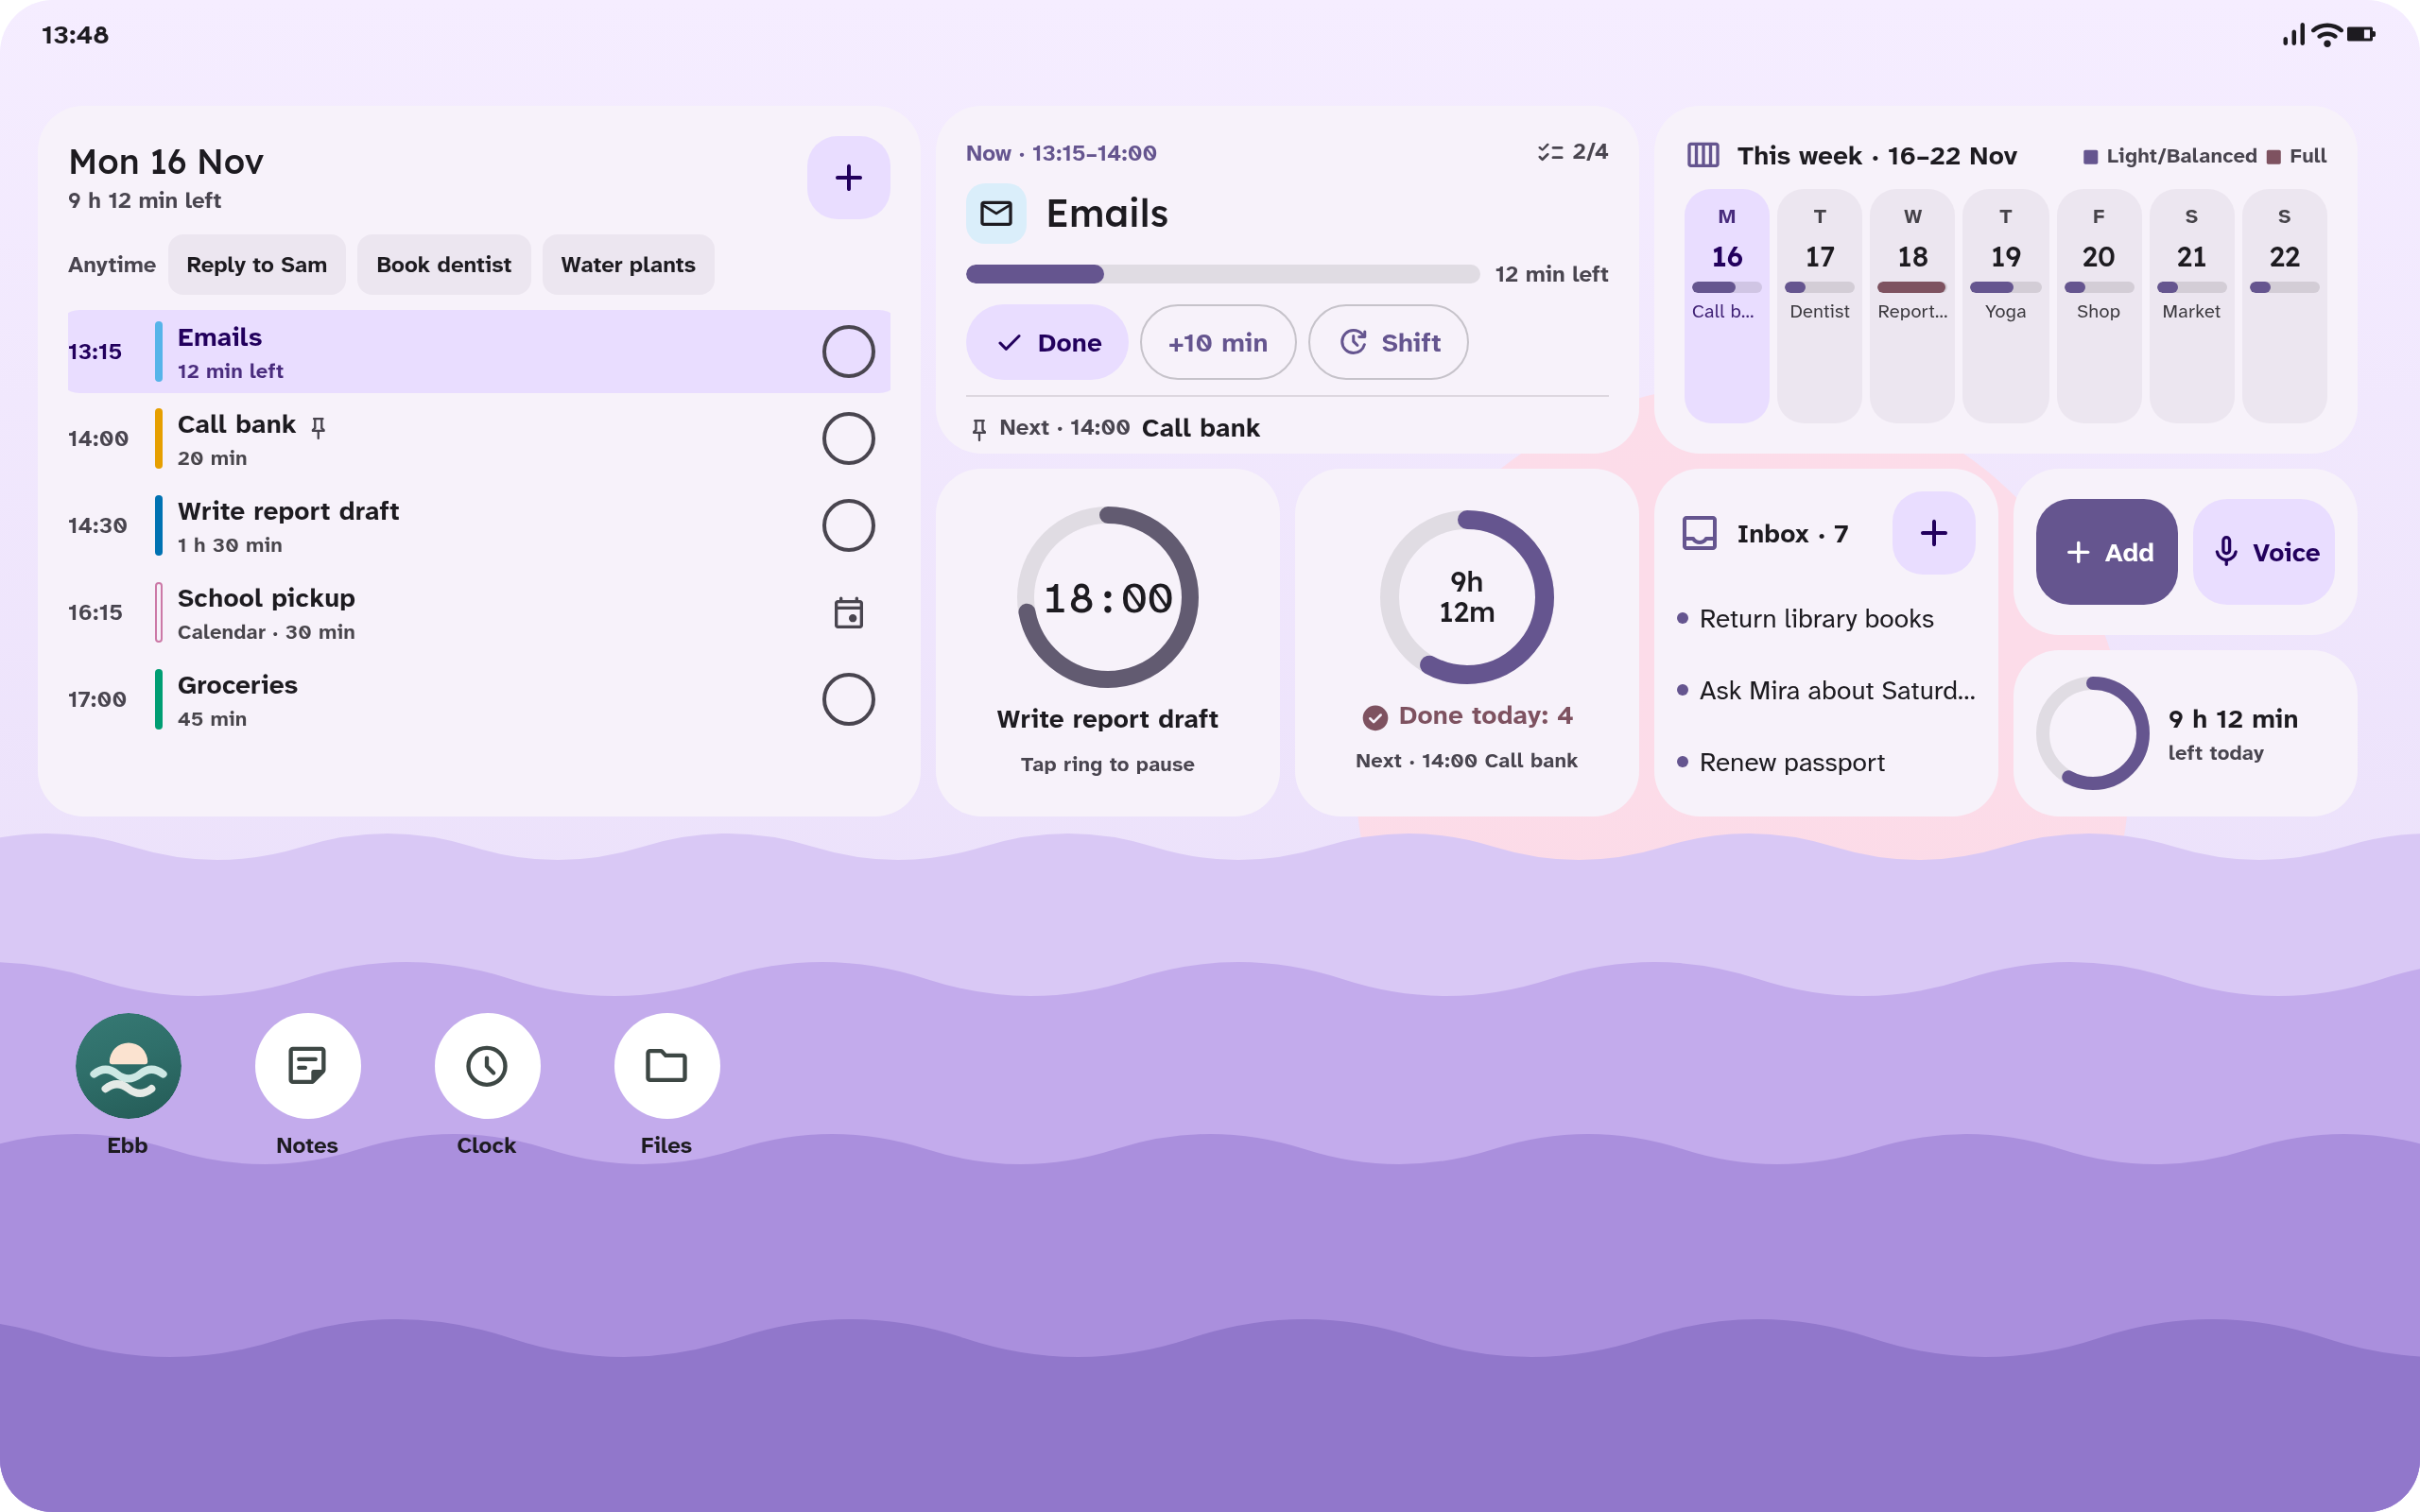 13:48
Mon 16 Nov
9 h 12 min left
Anytime
Reply to Sam
Book dentist
Water plants
13:15
Emails
12 min left
14:00
Call bank
20 min
14:30
Write report draft
1 h 30 min
16:15
School pickup
Calendar · 30 min
17:00
Groceries
45 min
Now · 13:15–14:00
2/4
Emails
12 min left
Done
+10 min
Shift
Next · 14:00 Call bank
This week · 16–22 Nov
Light/Balanced
Full
M
16
Call b...
T
17
Dentist
W
18
Report...
T
19
Yoga
F
20
Shop
S
21
Market
S
22
18:00
Write report draft
Tap ring to pause
9h
12m
Done today: 4
Next · 14:00 Call bank
Inbox · 7
Return library books
Ask Mira about Saturd...
Renew passport
Add
Voice
9 h 12 min
left today
Ebb
Notes
Clock
Files